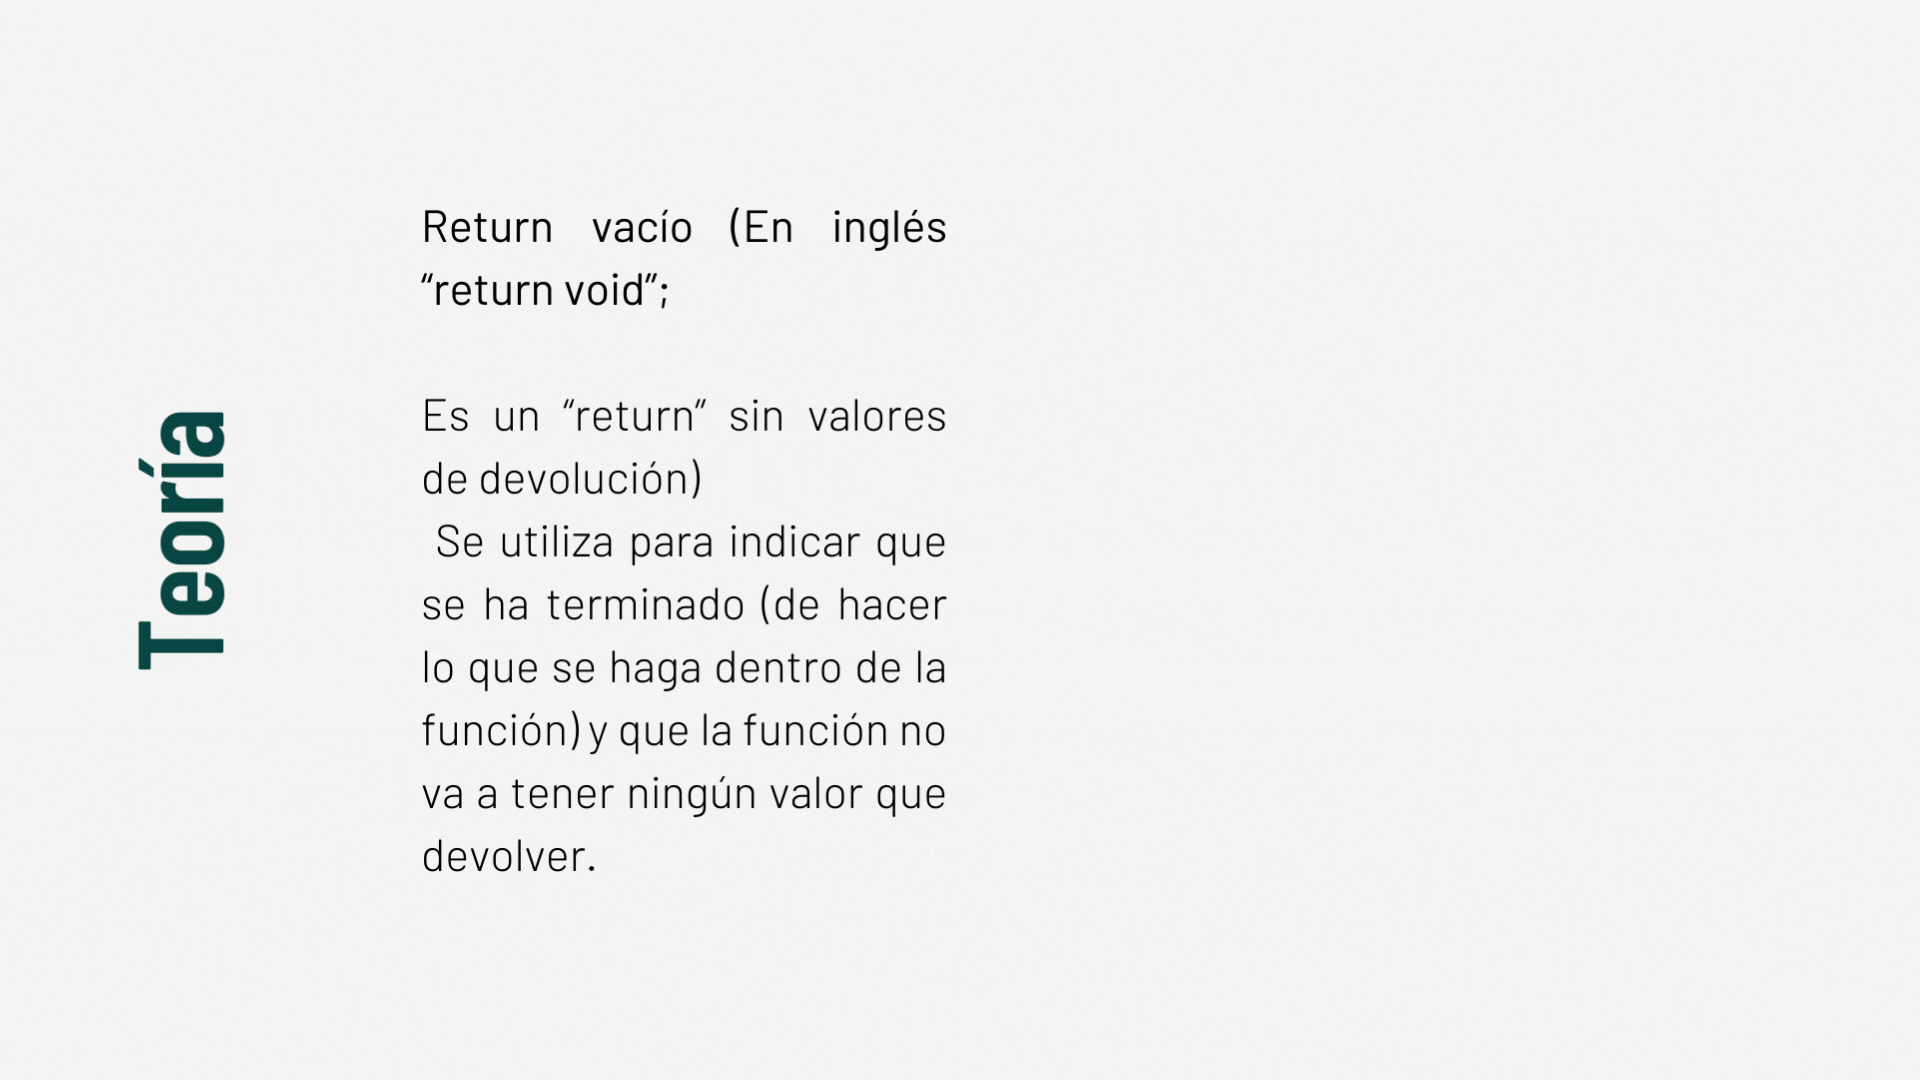 Teoría
Return vacío (En inglés
“return void”;
Es un “return” sin valores
de devolución)
Se utiliza para indicar que
se ha terminado (de hacer
lo que se haga dentro de la
función) y que la función no
va a tener ningún valor que
devolver.